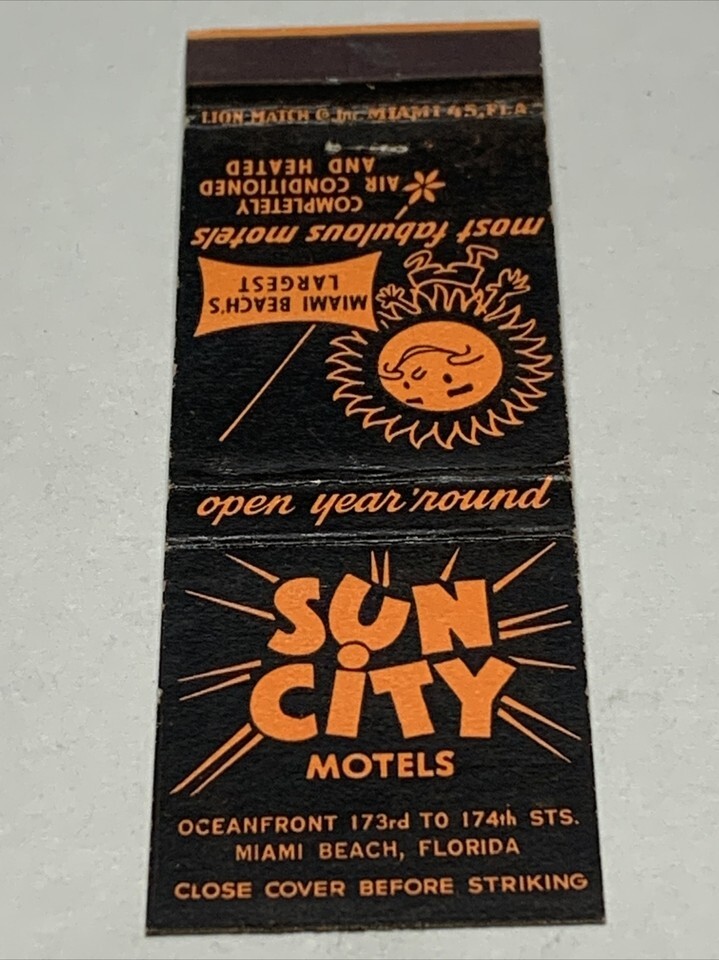 LION MATCH Co Inc. MIAMI 45, FLA
MIAMI BEACH'S
LARGEST
most fabulous motels
COMPLETELY
AIR CONDITIONED
AND HEATED
open year 'round
SUN
CiTY
MOTELS
OCEANFRONT 173rd TO 174th STS.
MIAMI BEACH, FLORIDA
CLOSE COVER BEFORE STRIKING